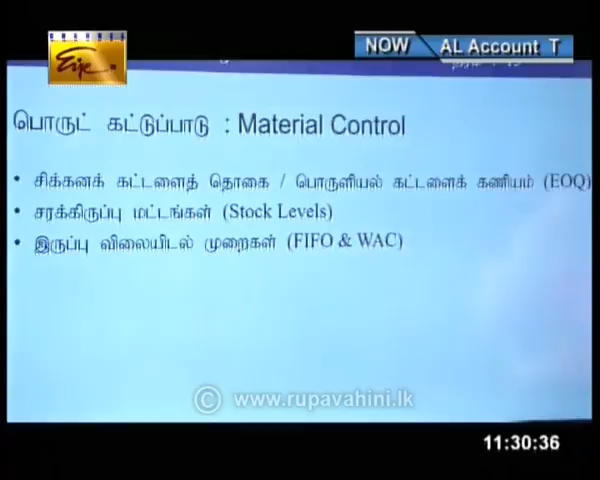 Eye
NOW AL Account T
பொருட் கட்டுப்பாடு : Material Control
• சிக்கனக் கட்டளைத் தொகை / பொருளியல் கட்டளைக் கணியம் (EOQ)
• சரக்கிருப்பு மட்டங்கள் (Stock Levels)
• இருப்பு விலையிடல் முறைகள் (FIFO & WAC)
© www.rupavahini.lk
11:30:36